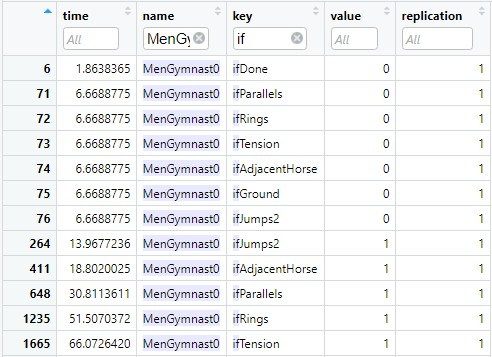 time name key value replication
All MenGy if All All
6 1.8638365 MenGymnast0 ifDone 0 1
71 6.6688775 MenGymnast0 ifParallels 0 1
72 6.6688775 MenGymnast0 ifRings 0 1
73 6.6688775 MenGymnast0 ifTension 0 1
74 6.6688775 MenGymnast0 ifAdjacentHorse 0 1
75 6.6688775 MenGymnast0 ifGround 0 1
76 6.6688775 MenGymnast0 ifJumps2 0 1
264 13.9677236 MenGymnast0 ifJumps2 1 1
411 18.8020025 MenGymnast0 ifAdjacentHorse 1 1
648 30.8113611 MenGymnast0 ifParallels 1 1
1235 51.5070372 MenGymnast0 ifRings 1 1
1665 66.0726420 MenGymnast0 ifTension 1 1